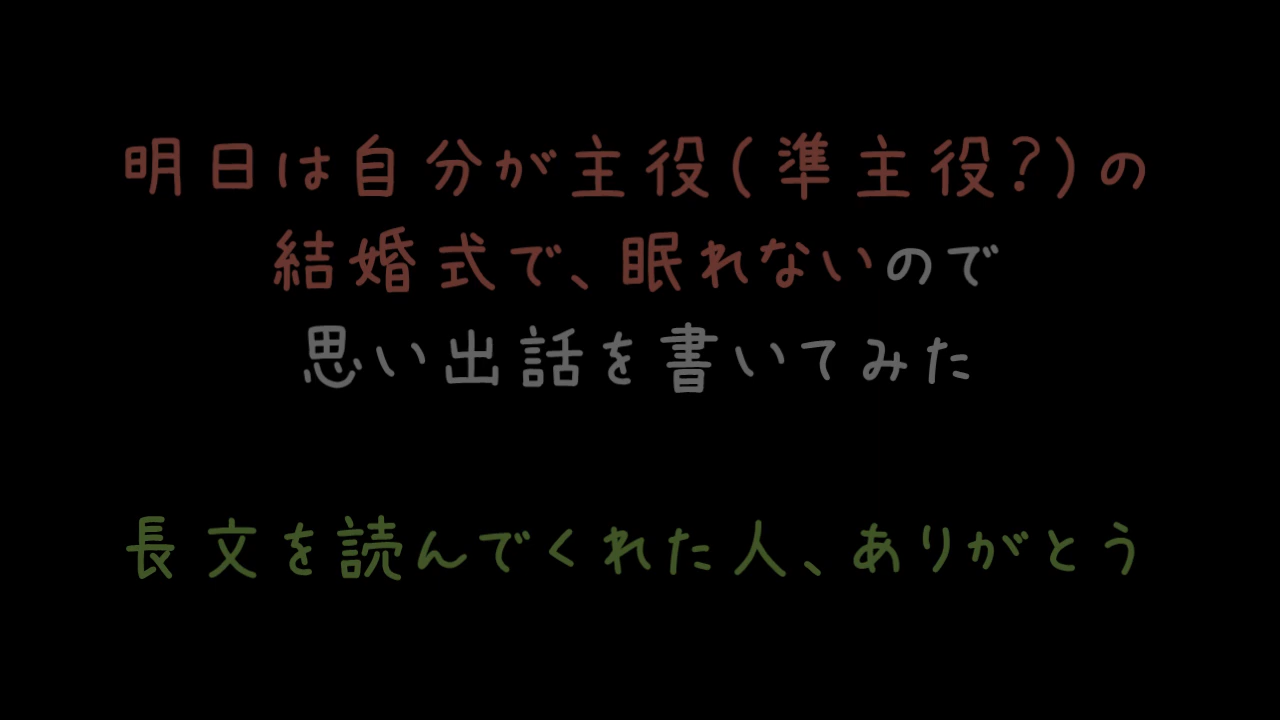 明日は自分が主役(準主役?)の
結婚式で、眠れないので
思い出話を書いてみた
長文を読んでくれた人、ありがとう